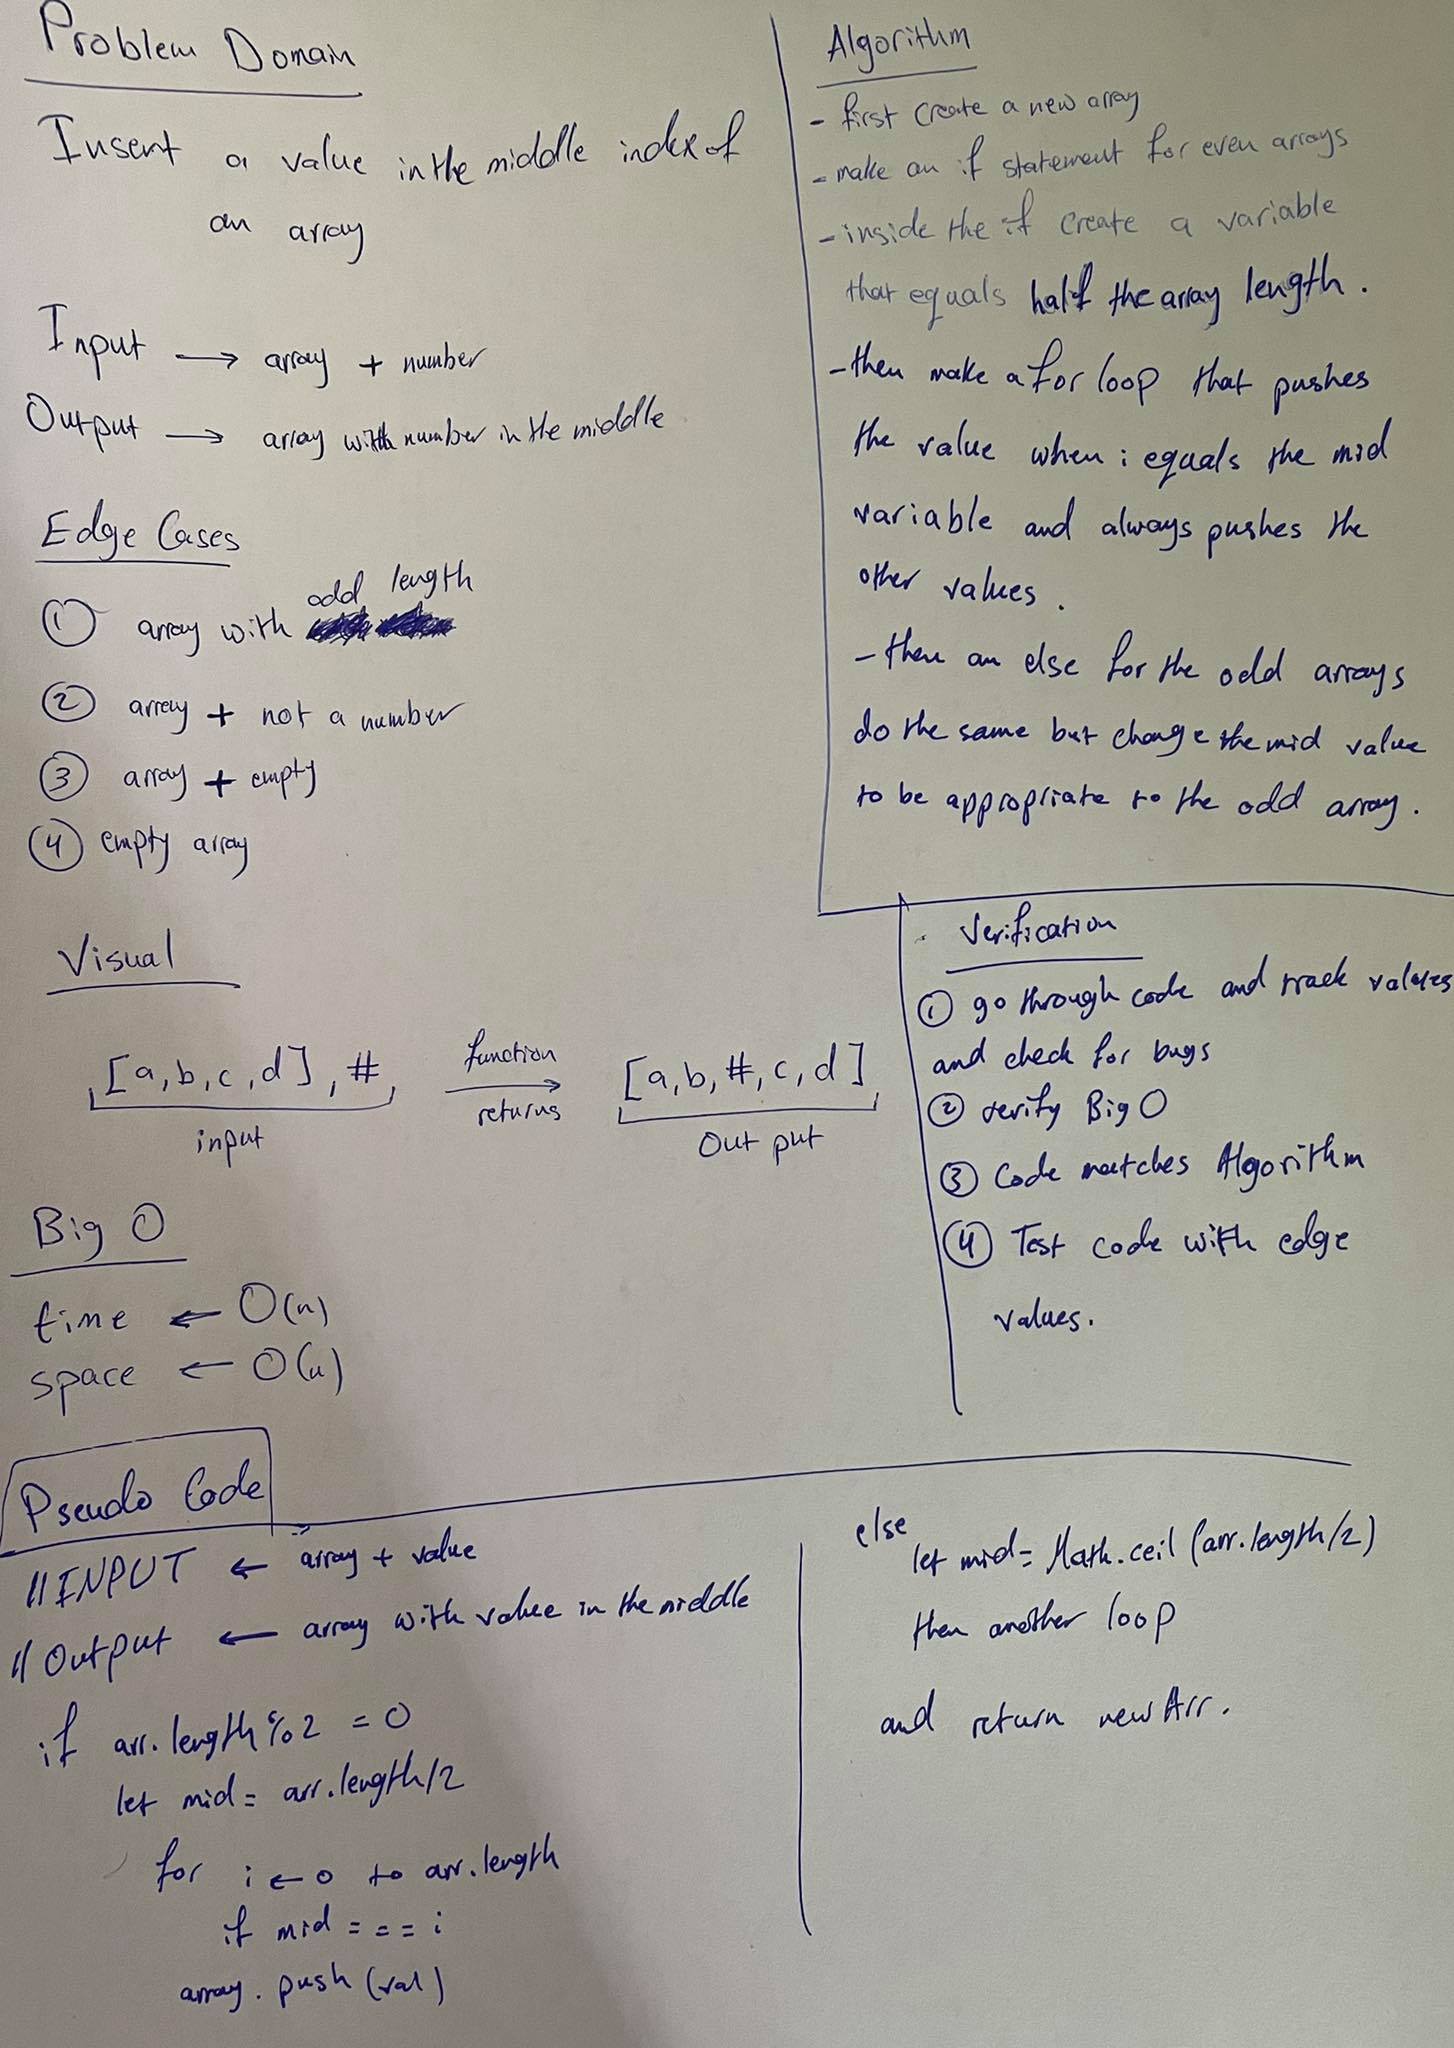 Problem Domain
Insert a value in the middle index of
an array
Input → array + number
Output → array with number in the middle
Edge Cases
① array with odd length
② array + not a number
③ array + empty
④ empty array
Visual
[a, b, c, d], #
input
function
returns
[a, b, #, c, d]
Out put
Big O
time ← O(n)
space ← O(n)
Algorithm
- first create a new array
- make an if statement for even arrays
- inside the if create a variable
that equals half the array length.
- then make a for loop that pushes
the value when i equals the mid
variable and always pushes the
other values.
- then an else for the odd arrays
do the same but change the mid value
to be appropriate to the odd array.
Verification
① go through code and track values
and check for bugs
② verify Big O
③ Code matches Algorithm
④ Test code with edge
values.
Pseudo Code
// INPUT ← array + value
// Output ← array with value in the middle
if arr.length % 2 = 0
let mid = arr.length/2
for i ← 0 to arr.length
if mid === i
array.push(val)
else
let mid = Math.ceil (arr.length/2)
then another loop
and return newArr.